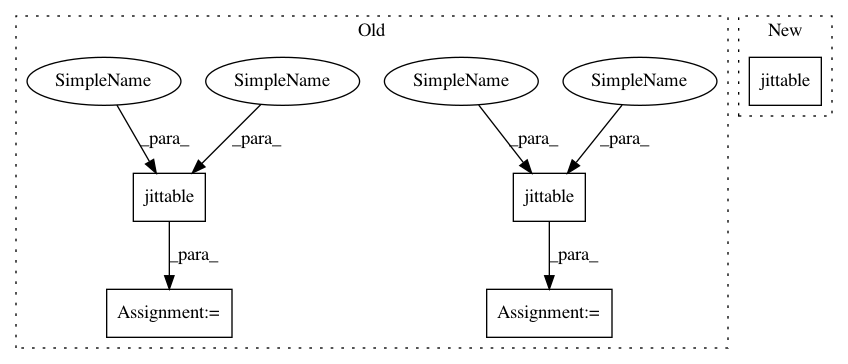 Old
New
SimpleName
SimpleName
SimpleName
SimpleName
jittable
_para_
_para_
_para_
_para_
jittable
jittable
_para_
_para_
Assignment:=
Assignment:=